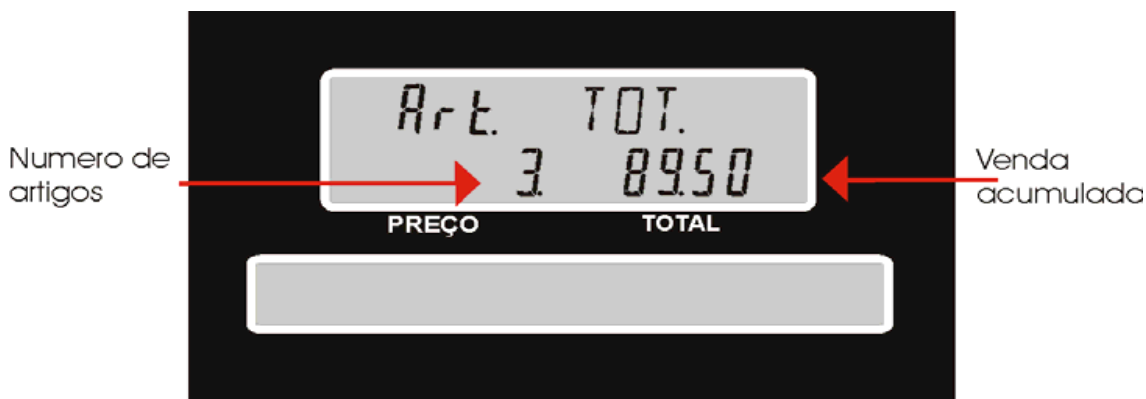 Art. TOT.
Numero de
artigos
3. 89.50
Venda
acumulada
PREÇO TOTAL